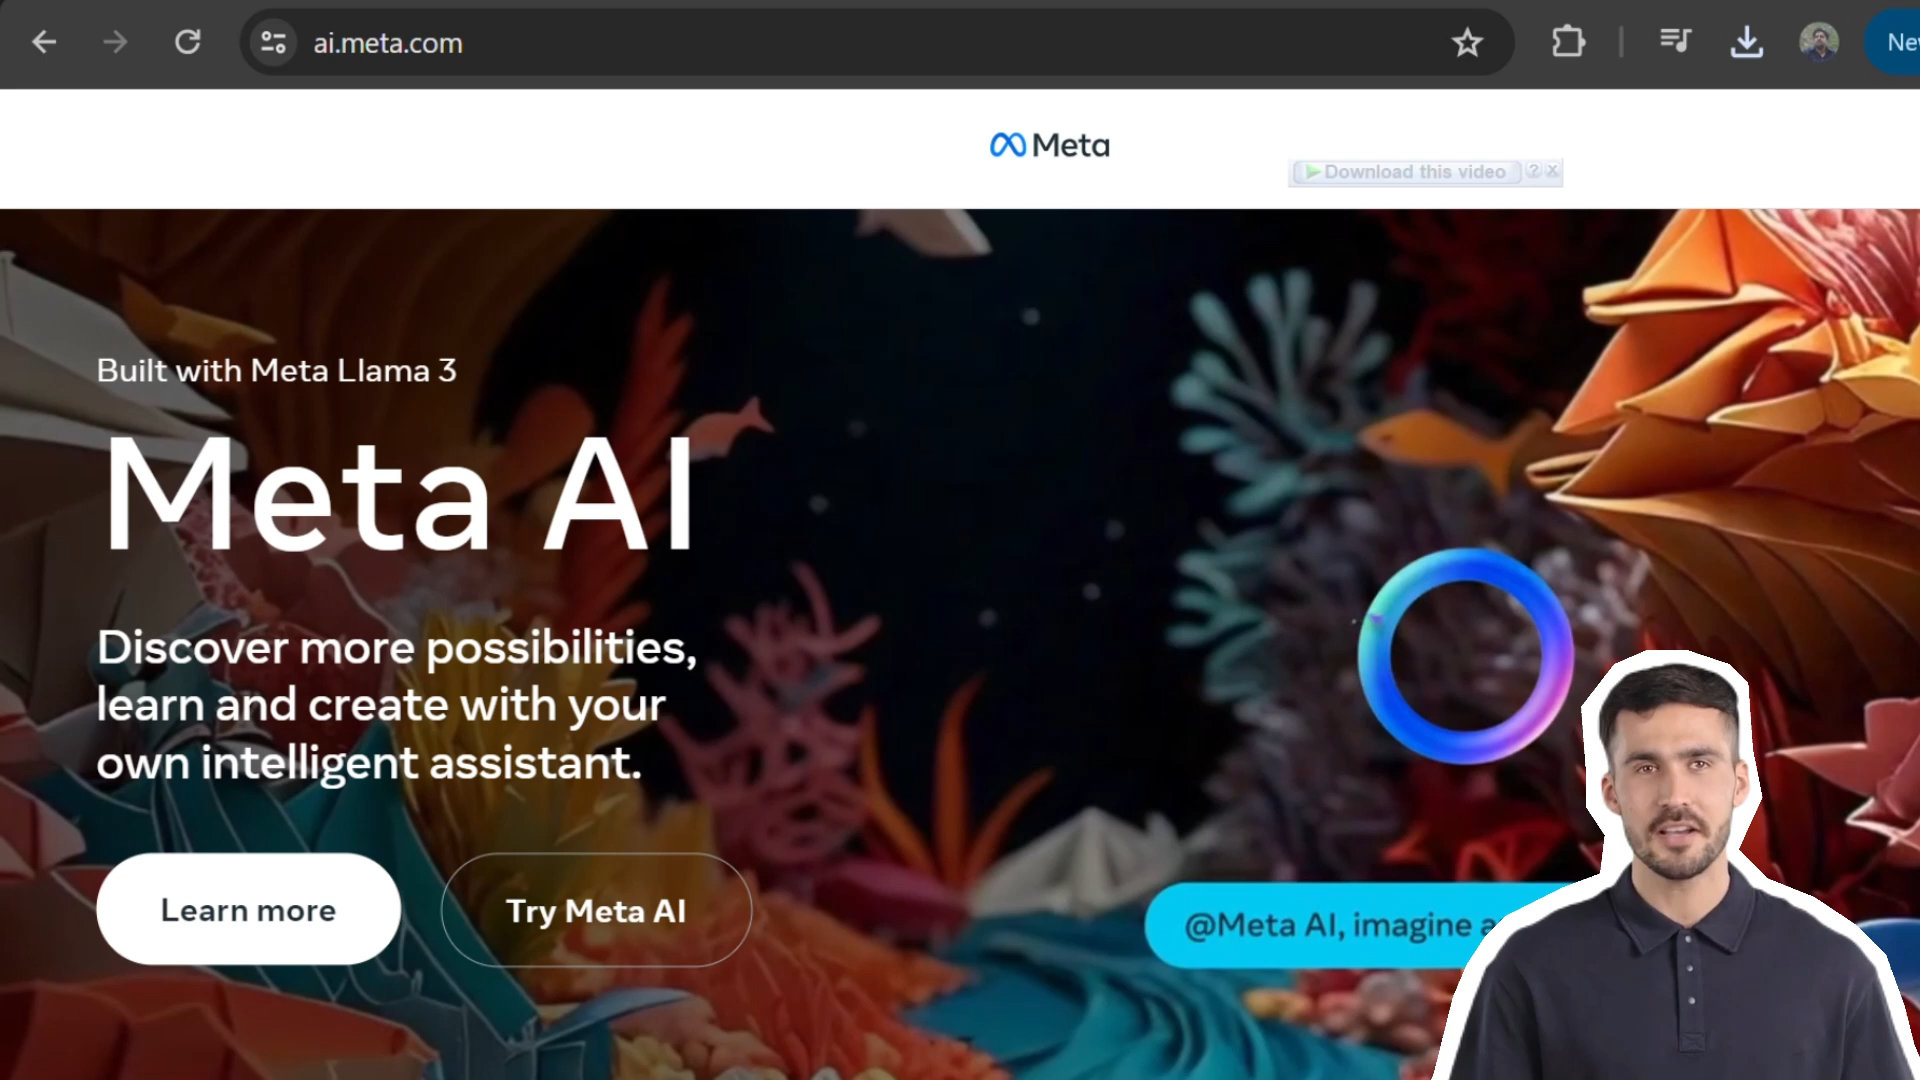 ai.meta.com
Ne
Meta
Download this video ? X
Built with Meta Llama 3
Meta AI
Discover more possibilities,
learn and create with your
own intelligent assistant.
Learn more
Try Meta AI
@Meta AI, imagine a